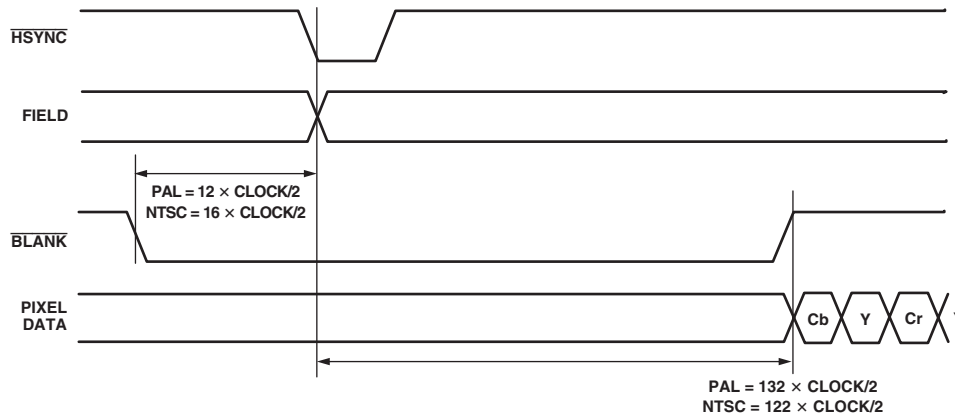 HSYNC
FIELD
PAL = 12 × CLOCK/2
NTSC = 16 × CLOCK/2
BLANK
PIXEL
DATA
Cb Y Cr
PAL = 132 × CLOCK/2
NTSC = 122 × CLOCK/2